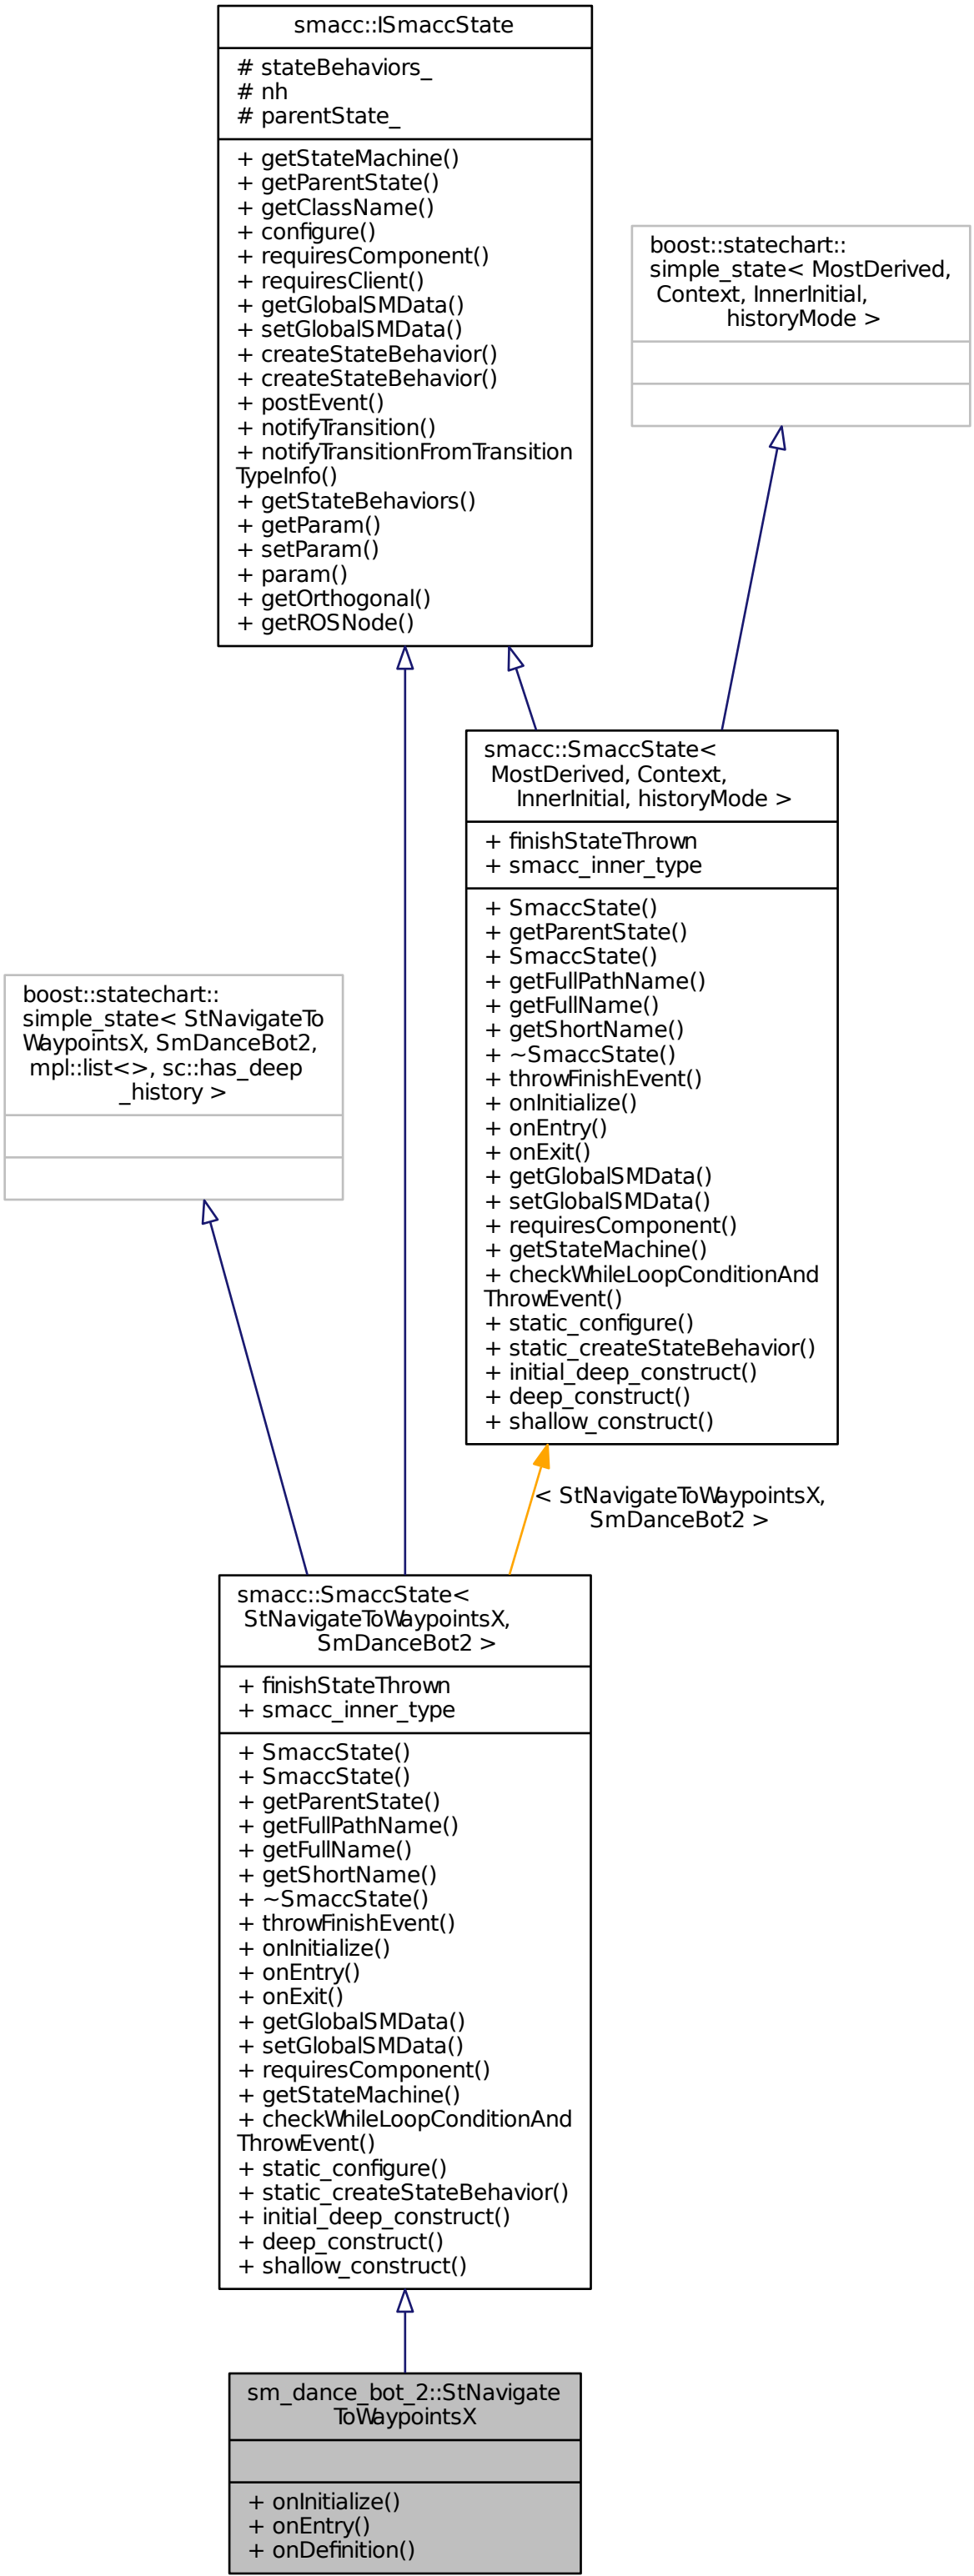 smacc::ISmaccState
# stateBehaviors_
# nh
# parentState_
+ getStateMachine()
+ getParentState()
+ getClassName()
+ configure()
+ requiresComponent()
+ requiresClient()
+ getGlobalSMData()
+ setGlobalSMData()
+ createStateBehavior()
+ createStateBehavior()
+ postEvent()
+ notifyTransition()
+ notifyTransitionFromTransition
TypeInfo()
+ getStateBehaviors()
+ getParam()
+ setParam()
+ param()
+ getOrthogonal()
+ getROSNode()
boost::statechart::
simple_state< MostDerived,
Context, InnerInitial,
historyMode >
smacc::SmaccState<
MostDerived, Context,
InnerInitial, historyMode >
+ finishStateThrown
+ smacc_inner_type
+ SmaccState()
+ getParentState()
+ SmaccState()
+ getFullPathName()
+ getFullName()
+ getShortName()
+ ~SmaccState()
+ throwFinishEvent()
+ onInitialize()
+ onEntry()
+ onExit()
+ getGlobalSMData()
+ setGlobalSMData()
+ requiresComponent()
+ getStateMachine()
+ checkWhileLoopConditionAnd
ThrowEvent()
+ static_configure()
+ static_createStateBehavior()
+ initial_deep_construct()
+ deep_construct()
+ shallow_construct()
boost::statechart::
simple_state< StNavigateTo
WaypointsX, SmDanceBot2,
mpl::list<>, sc::has_deep
_history >
< StNavigateToWaypointsX,
SmDanceBot2 >
smacc::SmaccState<
StNavigateToWaypointsX,
SmDanceBot2 >
+ finishStateThrown
+ smacc_inner_type
+ SmaccState()
+ SmaccState()
+ getParentState()
+ getFullPathName()
+ getFullName()
+ getShortName()
+ ~SmaccState()
+ throwFinishEvent()
+ onInitialize()
+ onEntry()
+ onExit()
+ getGlobalSMData()
+ setGlobalSMData()
+ requiresComponent()
+ getStateMachine()
+ checkWhileLoopConditionAnd
ThrowEvent()
+ static_configure()
+ static_createStateBehavior()
+ initial_deep_construct()
+ deep_construct()
+ shallow_construct()
sm_dance_bot_2::StNavigate
ToWaypointsX
+ onInitialize()
+ onEntry()
+ onDefinition()